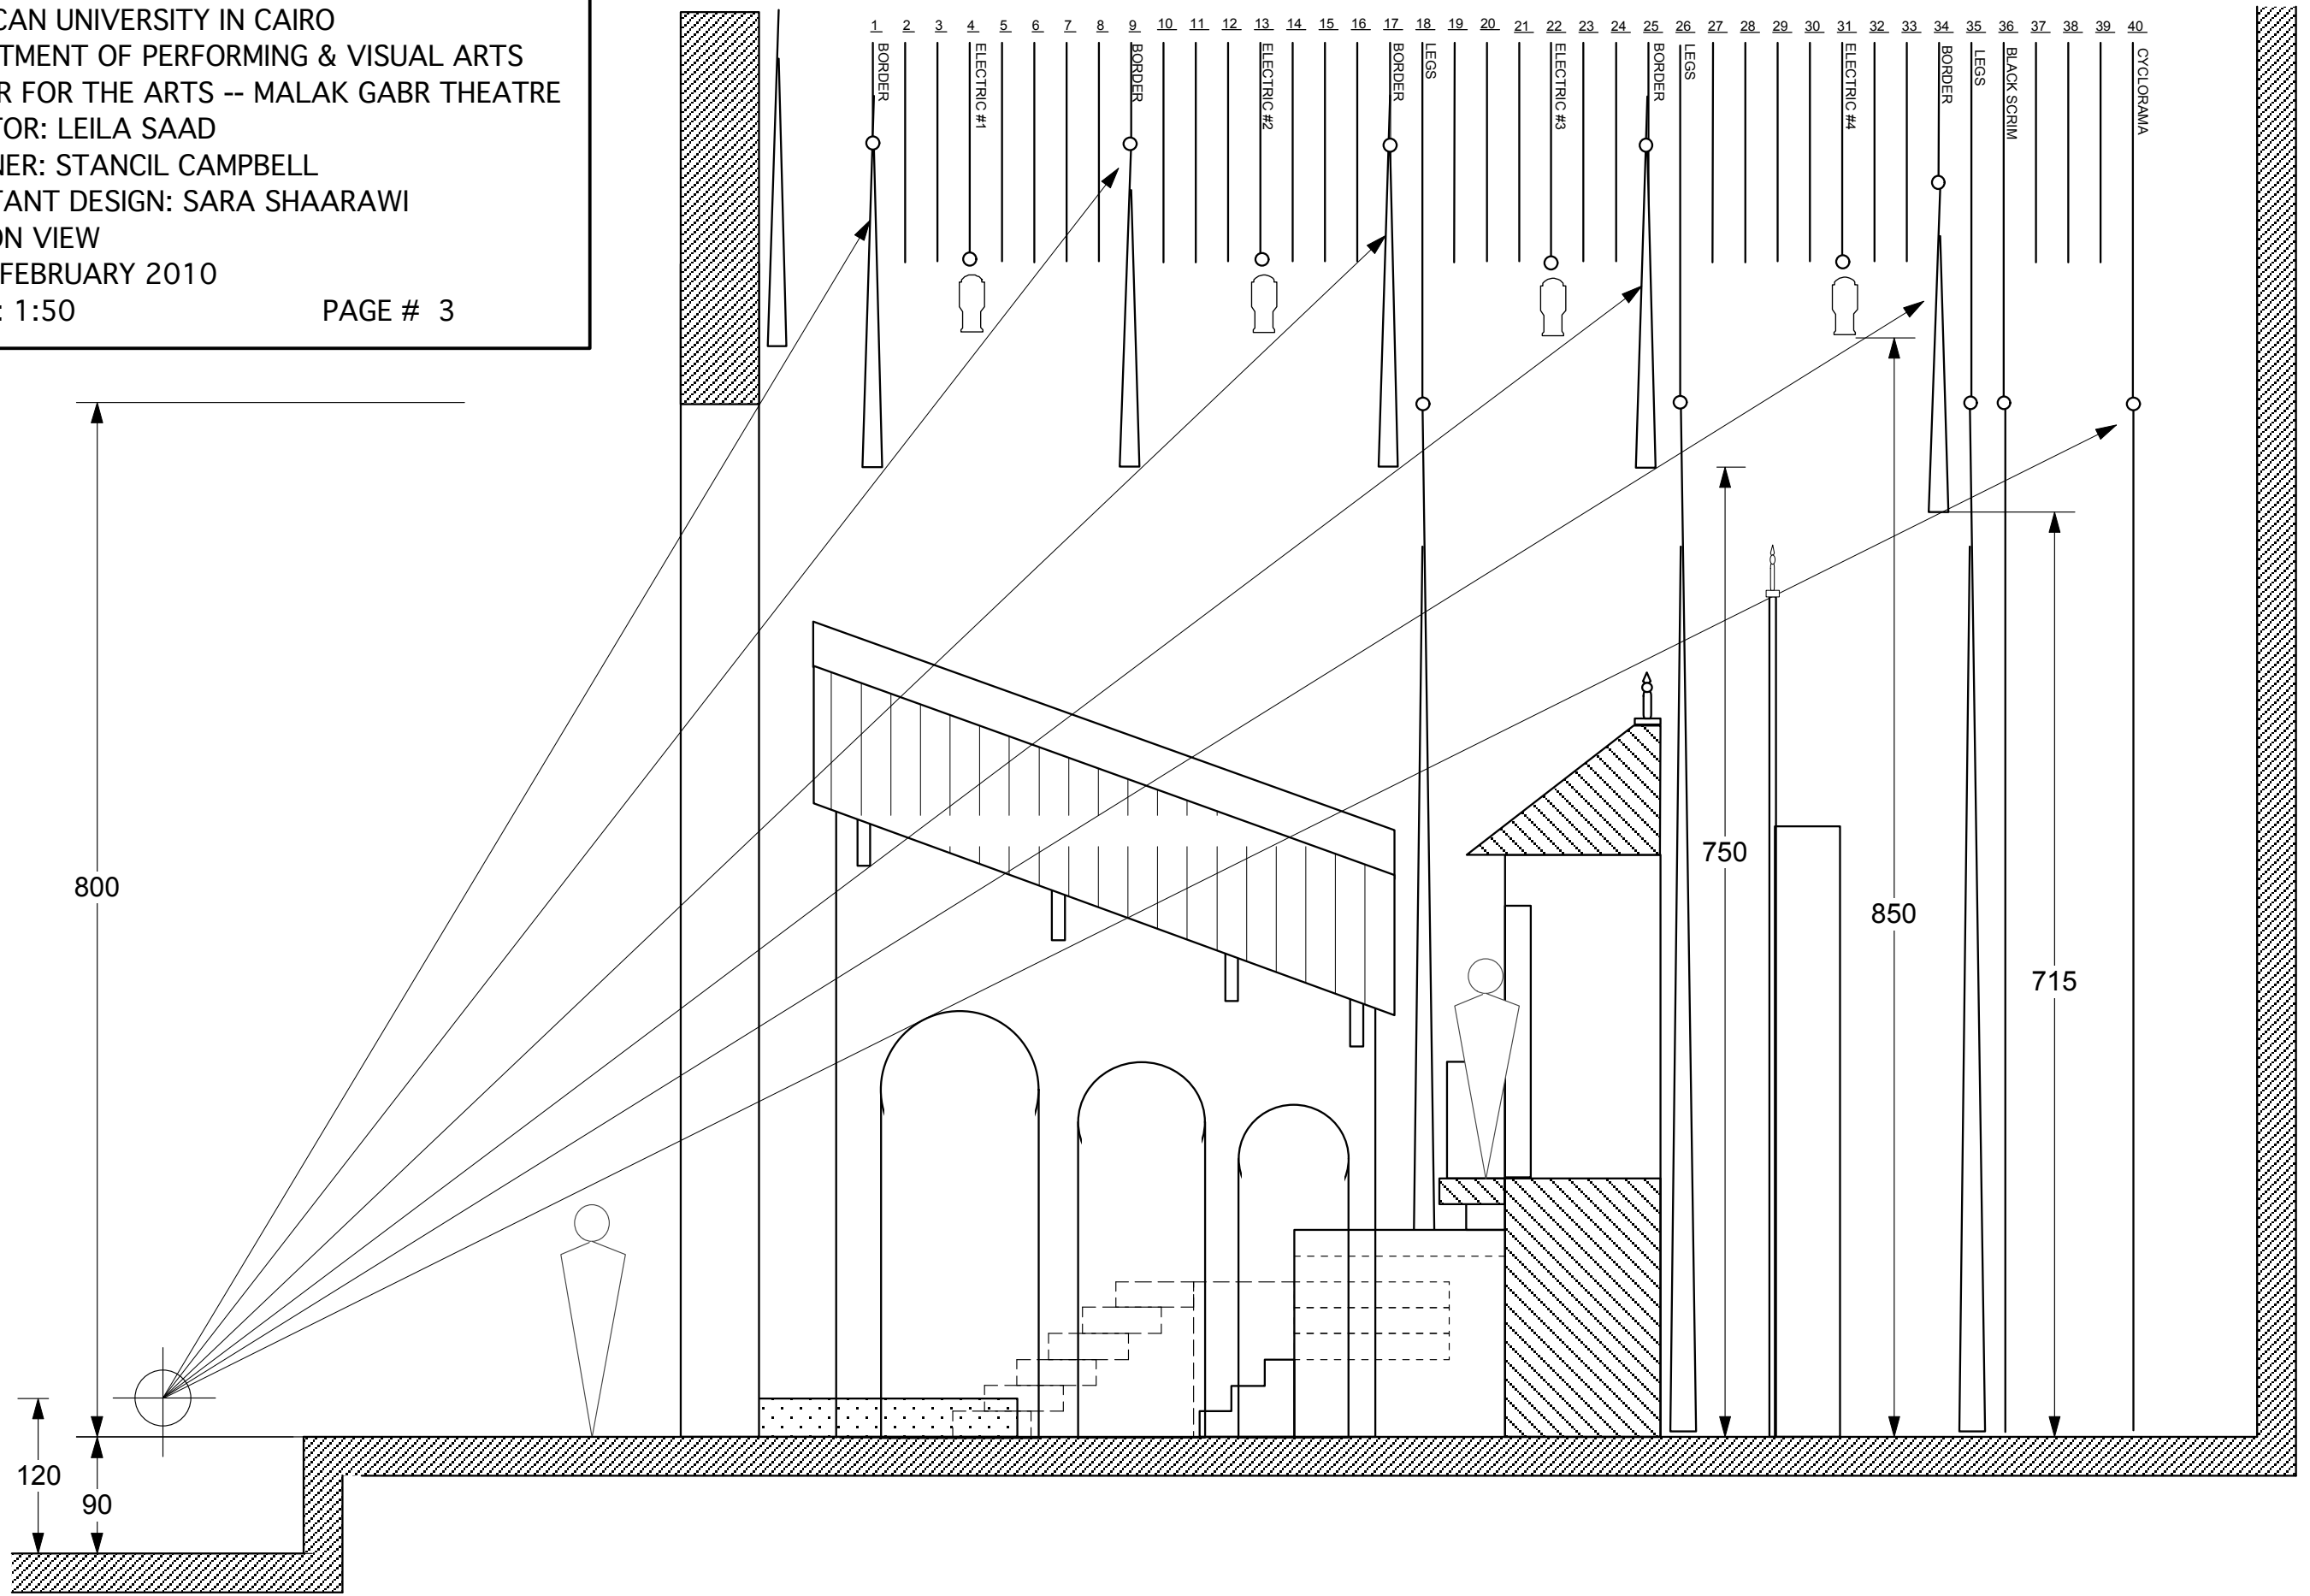 CAN UNIVERSITY IN CAIRO
TMENT OF PERFORMING & VISUAL ARTS
R FOR THE ARTS -- MALAK GABR THEATRE
TOR: LEILA SAAD
NER: STANCIL CAMPBELL
TANT DESIGN: SARA SHAARAWI
ON VIEW
FEBRUARY 2010
: 1:50 PAGE # 3
1 2 3 4 5 6 7 8 9 10 11 12 13 14 15 16 17 18 19 20 21 22 23 24 25 26 27 28 29 30 31 32 33 34 35 36 37 38 39 40
BORDER
ELECTRIC #1
BORDER
ELECTRIC #2
BORDER
LEGS
ELECTRIC #3
BORDER
LEGS
ELECTRIC #4
BORDER
LEGS
BLACK SCRIM
CYCLORAMA
800
750
850
715
120
90